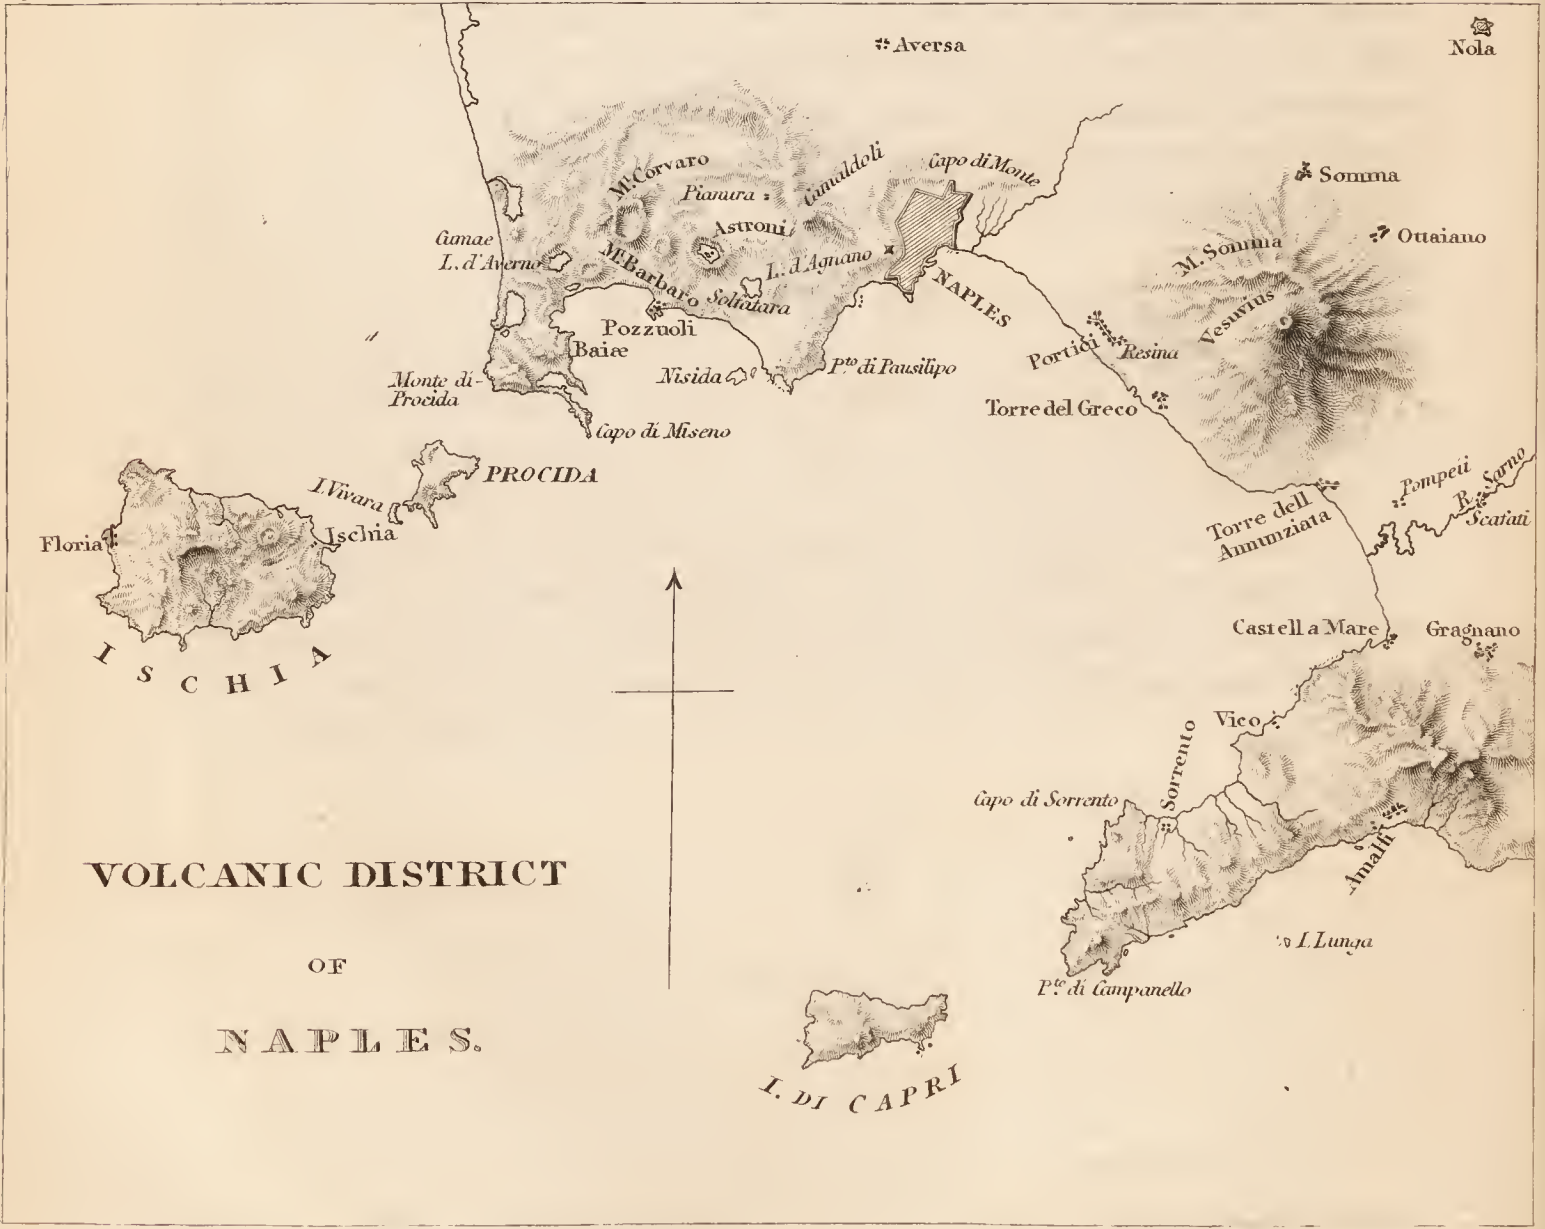 Aversa
Nola
Capo di Monte
Camaldoli
Mt. Corvaro
Pianura
Somma
Astroni
Ottaiano
Cumae
L. d'Averno
Mt. Barbaro
L. d'Agnano
Solfatara
NAPLES
M. Somma
Vesuvius
Pozzuoli
Baiæ
Portici
Resina
Nisida
Pto. di Pausilipo
Monte di-
Procida
Torre del Greco
Capo di Miseno
PROCIDA
I. Vivara
Pompeii
R. Sarno
Scafati
Torre dell
Annunziata
Floria
Ischia
ISCHIA
Castell a Mare
Gragnano
Vico
Sorrento
Capo di Sorrento
Amalfi
VOLCANIC DISTRICT
OF
NAPLES.
I. Lunga
Pte. di Campanello
I. DI CAPRI